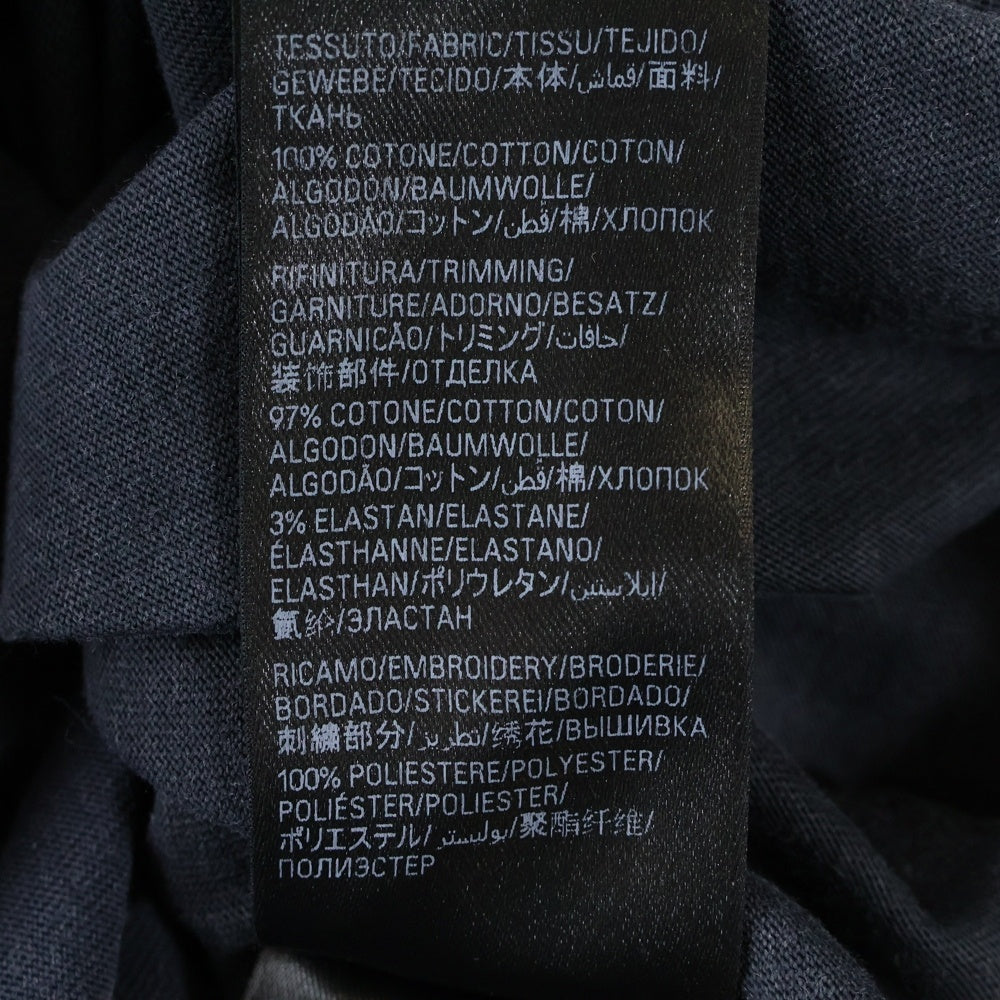 TESSUTO/FABRIC/TISSU/TEJIDO/
GEWEBE/TECIDO/本体/قماش/面料/
ТКАНЬ
100% COTONE/COTTON/COTON/
ALGODON/BAUMWOLLE/
ALGODÃO/コットン/قطن/棉/ХЛОПОК
RIFINITURA/TRIMMING/
GARNITURE/ADORNO/BESATZ/
GUARNICÃO/トリミング/حافات/
装饰部件/ОТДЕЛКА
97% COTONE/COTTON/COTON/
ALGODON/BAUMWOLLE/
ALGODÃO/コットン/قطن/棉/ХЛОПОК
3% ELASTAN/ELASTANE/
ÉLASTHANNE/ELASTANO/
ELASTHAN/ポリウレタン/ايلاستين/
氨纶/ЭЛАСТАН
RICAMO/EMBROIDERY/BRODERIE/
BORDADO/STICKEREI/BORDADO/
刺繍部分/تطريز/绣花/ВЫШИВКА
100% POLIESTERE/POLYESTER/
POLIÉSTER/POLIESTER/
ポリエステル/بوليستر/聚酯纤维/
ПОЛИЭСТЕР